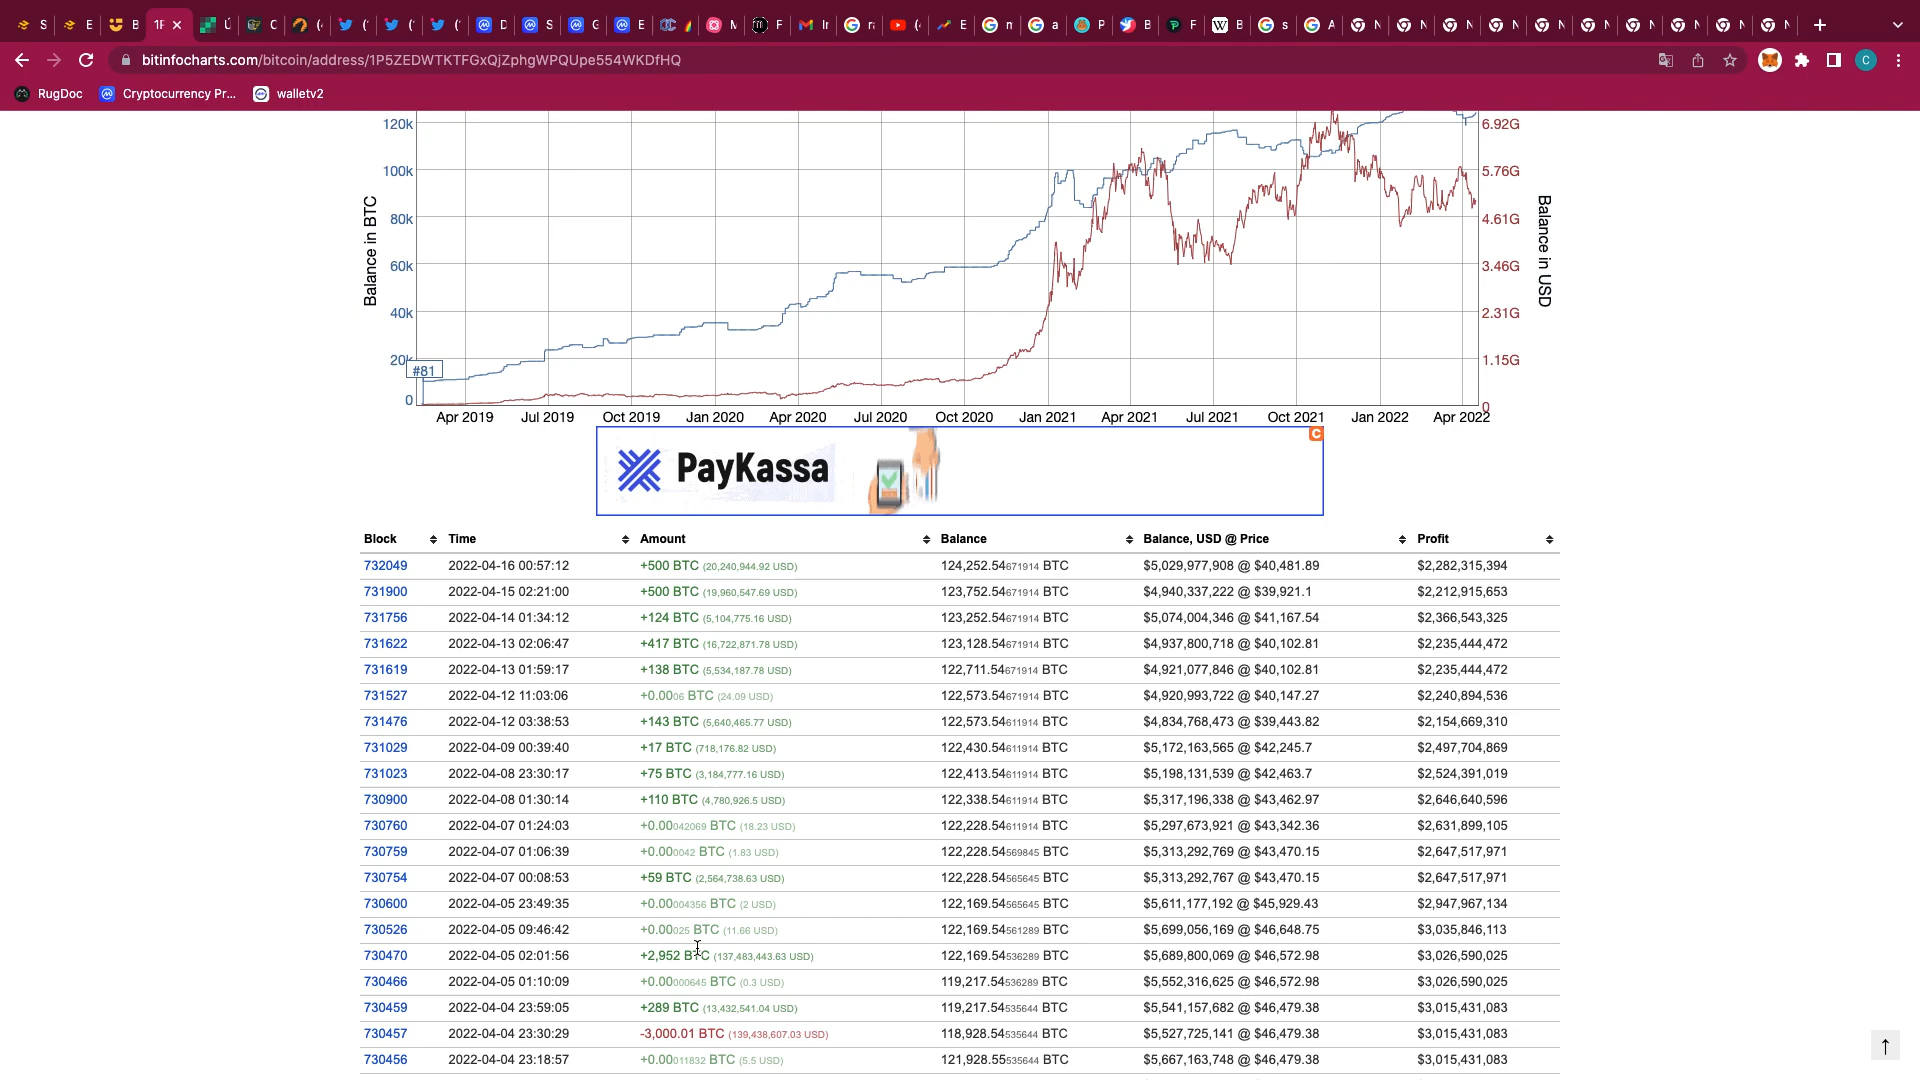 S
E
B
1F
Ú
C
(
(
(
(
D
S
G
E
M
F
Ir
ra
(
E
m
a
P
B
F
B
s
A
N
N
N
N
N
N
N
N
N
N
bitinfocharts.com/bitcoin/address/1P5ZEDWTKTFGxQjZphgWPQUpe554WKDfHQ
C
RugDoc Cryptocurrency Pr... walletv2
120k 6.92G
100k 5.76G
80k 4.61G
60k 3.46G
40k 2.31G
20k 1.15G
0 0
Balance in BTC
Balance in USD
#81
Apr 2019 Jul 2019 Oct 2019 Jan 2020 Apr 2020 Jul 2020 Oct 2020 Jan 2021 Apr 2021 Jul 2021 Oct 2021 Jan 2022 Apr 2022
PayKassa
C
Block Time Amount Balance Balance, USD @ Price Profit
732049 2022-04-16 00:57:12 +500 BTC (20,240,944.92 USD) 124,252.54671914 BTC $5,029,977,908 @ $40,481.89 $2,282,315,394
731900 2022-04-15 02:21:00 +500 BTC (19,960,547.69 USD) 123,752.54671914 BTC $4,940,337,222 @ $39,921.1 $2,212,915,653
731756 2022-04-14 01:34:12 +124 BTC (5,104,775.16 USD) 123,252.54671914 BTC $5,074,004,346 @ $41,167.54 $2,366,543,325
731622 2022-04-13 02:06:47 +417 BTC (16,722,871.78 USD) 123,128.54671914 BTC $4,937,800,718 @ $40,102.81 $2,235,444,472
731619 2022-04-13 01:59:17 +138 BTC (5,534,187.78 USD) 122,711.54671914 BTC $4,921,077,846 @ $40,102.81 $2,235,444,472
731527 2022-04-12 11:03:06 +0.0006 BTC (24.09 USD) 122,573.54671914 BTC $4,920,993,722 @ $40,147.27 $2,240,894,536
731476 2022-04-12 03:38:53 +143 BTC (5,640,465.77 USD) 122,573.54611914 BTC $4,834,768,473 @ $39,443.82 $2,154,669,310
731029 2022-04-09 00:39:40 +17 BTC (718,176.82 USD) 122,430.54611914 BTC $5,172,163,565 @ $42,245.7 $2,497,704,869
731023 2022-04-08 23:30:17 +75 BTC (3,184,777.16 USD) 122,413.54611914 BTC $5,198,131,539 @ $42,463.7 $2,524,391,019
730900 2022-04-08 01:30:14 +110 BTC (4,780,926.5 USD) 122,338.54611914 BTC $5,317,196,338 @ $43,462.97 $2,646,640,596
730760 2022-04-07 01:24:03 +0.00042069 BTC (18.23 USD) 122,228.54611914 BTC $5,297,673,921 @ $43,342.36 $2,631,899,105
730759 2022-04-07 01:06:39 +0.000042 BTC (1.83 USD) 122,228.54569845 BTC $5,313,292,769 @ $43,470.15 $2,647,517,971
730754 2022-04-07 00:08:53 +59 BTC (2,564,738.63 USD) 122,228.54565645 BTC $5,313,292,767 @ $43,470.15 $2,647,517,971
730600 2022-04-05 23:49:35 +0.00004356 BTC (2 USD) 122,169.54565645 BTC $5,611,177,192 @ $45,929.43 $2,947,967,134
730526 2022-04-05 09:46:42 +0.00025 BTC (11.66 USD) 122,169.54561289 BTC $5,699,056,169 @ $46,648.75 $3,035,846,113
730470 2022-04-05 02:01:56 +2,952 BTC (137,483,443.63 USD) 122,169.54536289 BTC $5,689,800,069 @ $46,572.98 $3,026,590,025
730466 2022-04-05 01:10:09 +0.00000645 BTC (0.3 USD) 119,217.54536289 BTC $5,552,316,625 @ $46,572.98 $3,026,590,025
730459 2022-04-04 23:59:05 +289 BTC (13,432,541.04 USD) 119,217.54535644 BTC $5,541,157,682 @ $46,479.38 $3,015,431,083
730457 2022-04-04 23:30:29 -3,000.01 BTC (139,438,607.03 USD) 118,928.54535644 BTC $5,527,725,141 @ $46,479.38 $3,015,431,083
730456 2022-04-04 23:18:57 +0.00011832 BTC (5.5 USD) 121,928.55535644 BTC $5,667,163,748 @ $46,479.38 $3,015,431,083